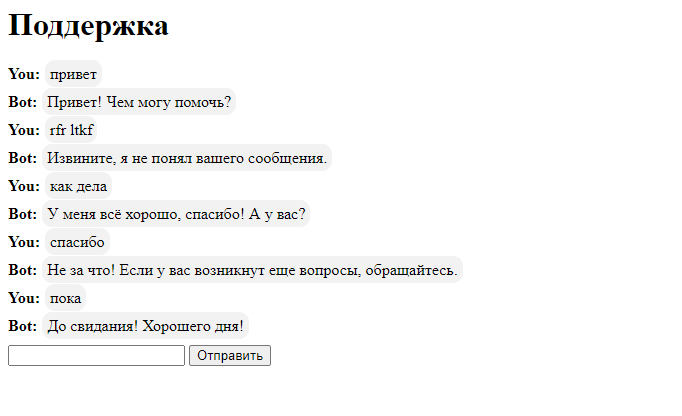 Поддержка
You: привет
Bot: Привет! Чем могу помочь?
You: rfr ltkf
Bot: Извините, я не понял вашего сообщения.
You: как дела
Bot: У меня всё хорошо, спасибо! А у вас?
You: спасибо
Bot: Не за что! Если у вас возникнут еще вопросы, обращайтесь.
You: пока
Bot: До свидания! Хорошего дня!
Отправить